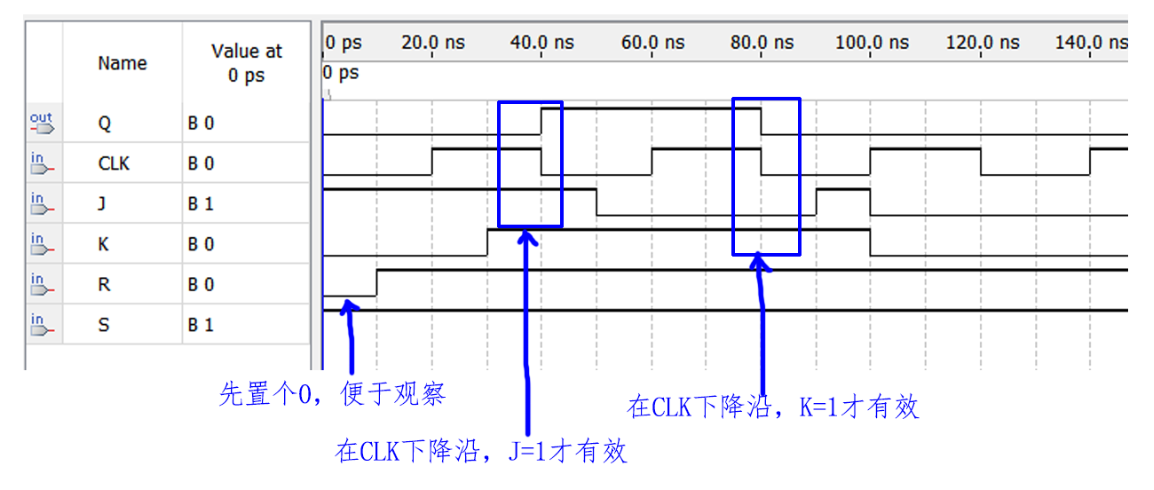 Name Value at 0 ps 0 ps 20.0 ns 40.0 ns 60.0 ns 80.0 ns 100.0 ns 120.0 ns 140.0 ns
0 ps
out Q B 0
in CLK B 0
in J B 1
in K B 0
in R B 0
in S B 1
先置个0，便于观察
在CLK下降沿，K=1才有效
在CLK下降沿，J=1才有效